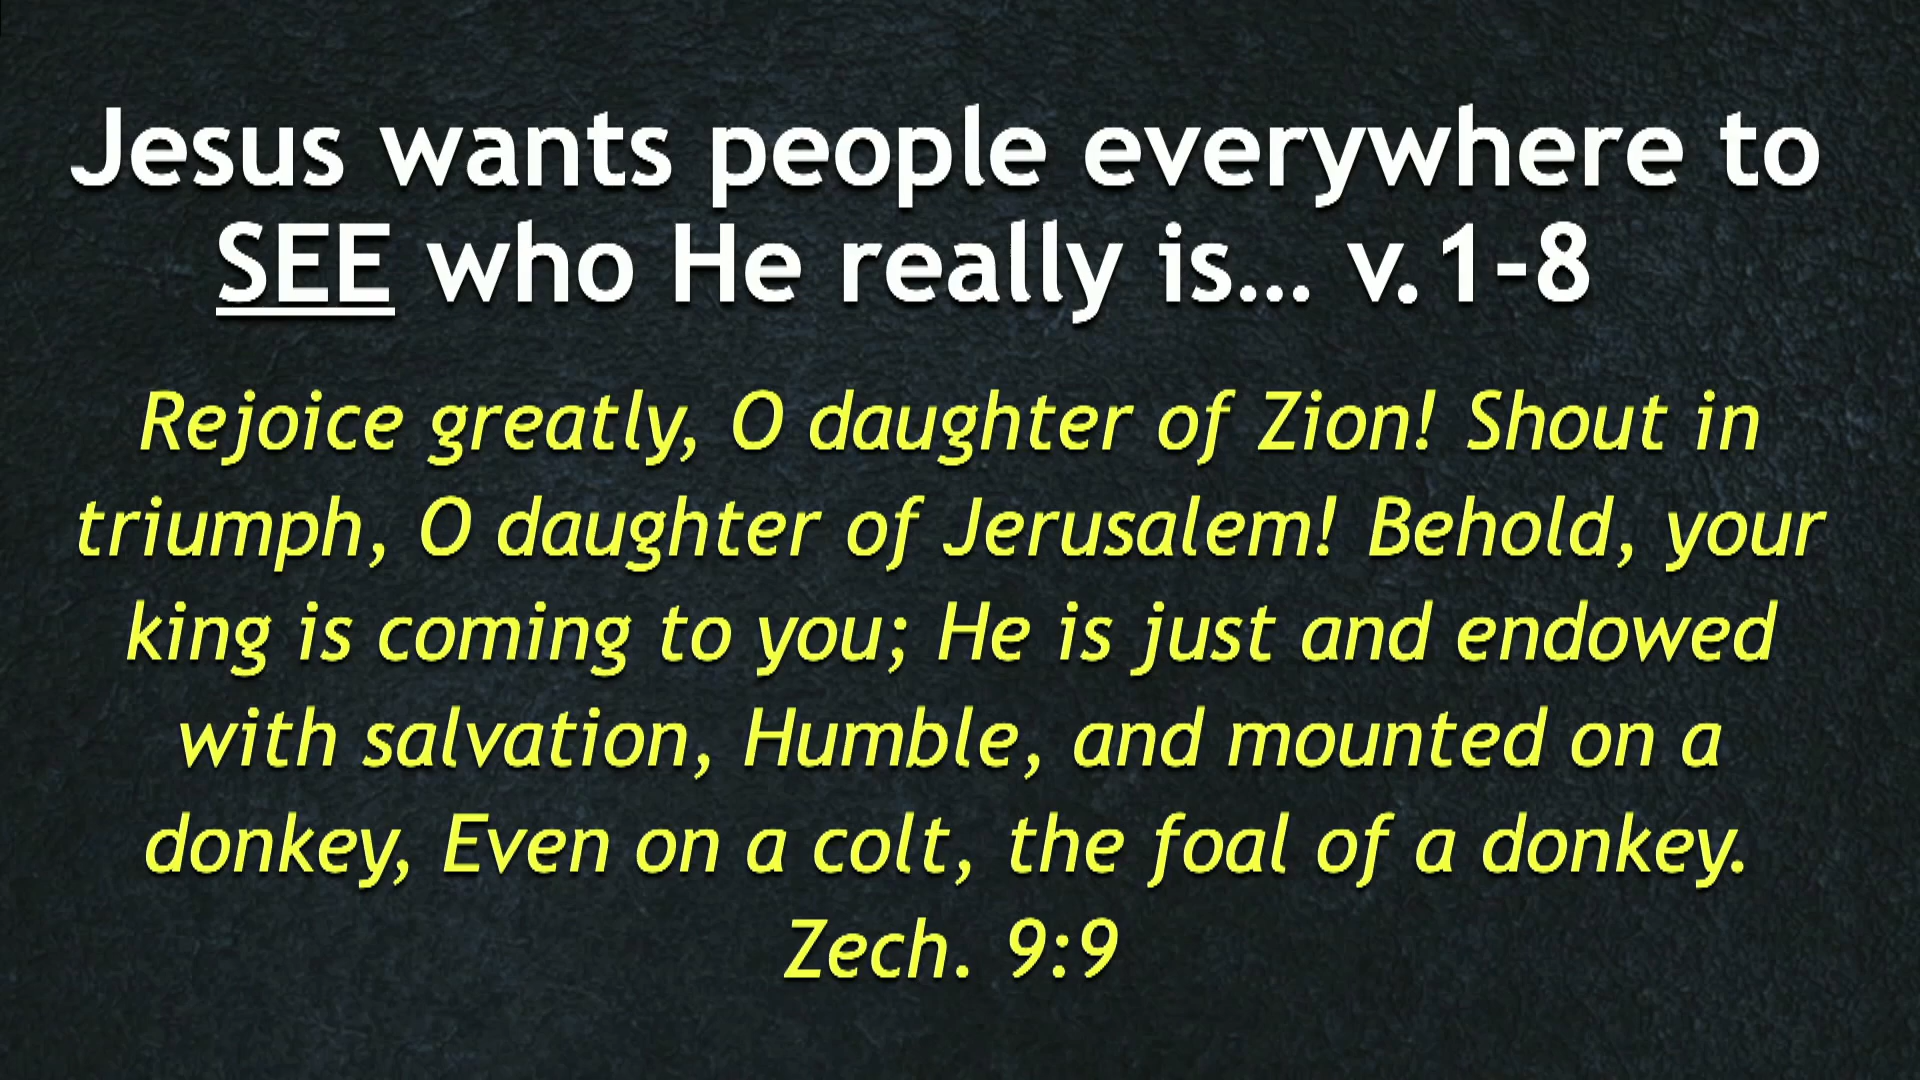 Jesus wants people everywhere to
SEE who He really is... v. 1-8
Rejoice greatly, O daughter of Zion! Shout in
triumph, O daughter of Jerusalem! Behold, your
king is coming to you; He is just and endowed
with salvation, Humble, and mounted on a
donkey, Even on a colt, the foal of a donkey.
Zech. 9:9